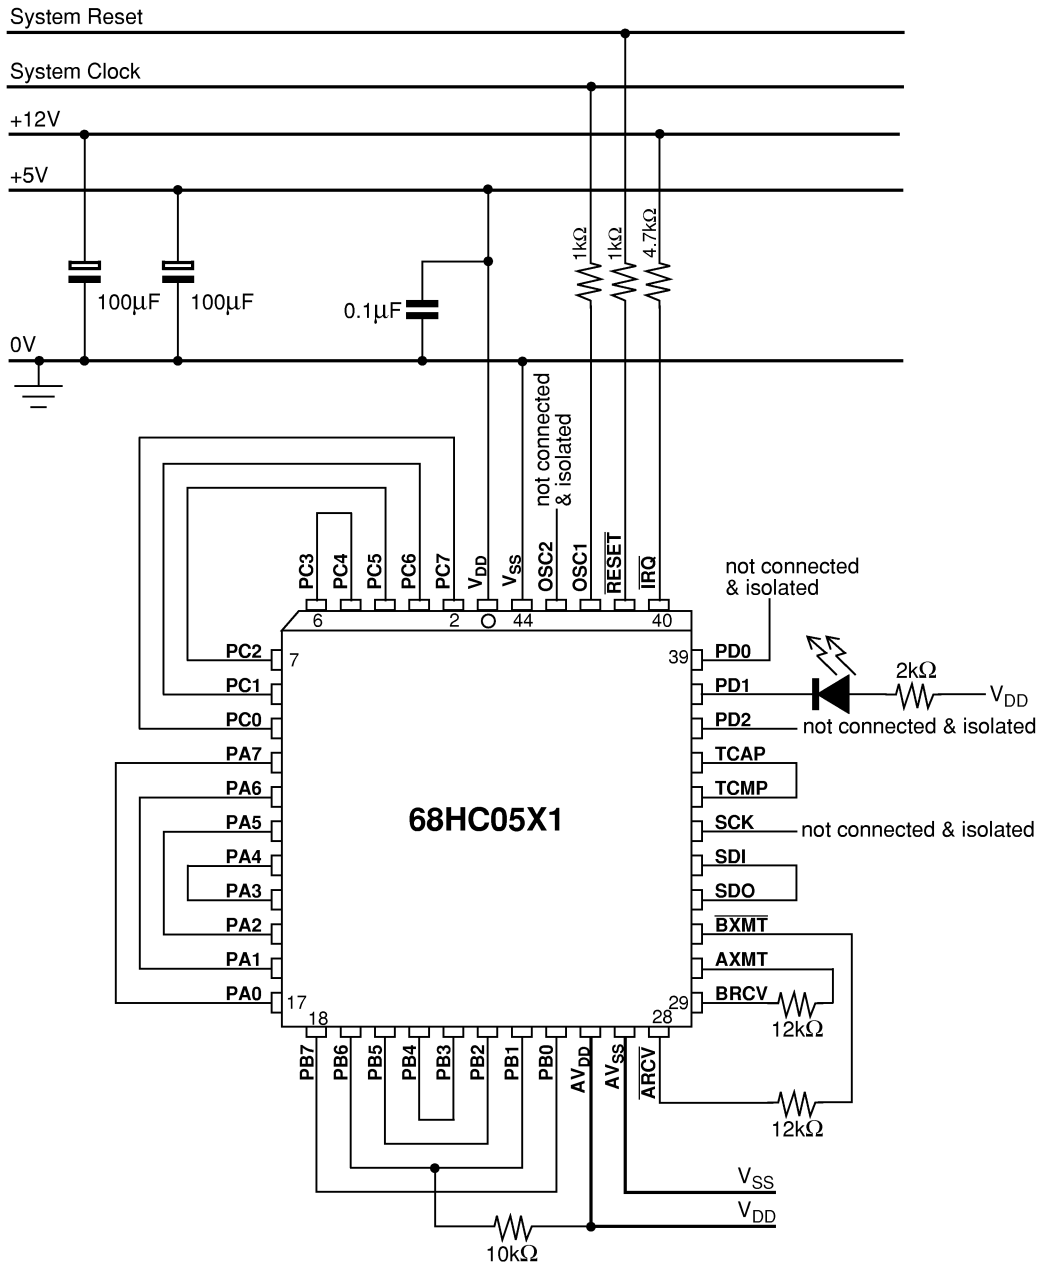 System Reset
System Clock
+12V
+5V
1kΩ
1kΩ
4.7kΩ
100µF
100µF
0.1µF
0V
not connected
& isolated
PC3
PC4
PC5
PC6
PC7
VDD
VSS
OSC2
OSC1
RESET
IRQ
not connected
& isolated
6
2
44
40
PC2
7
39
PD0
PC1
PD1
2kΩ
VDD
PC0
PD2
not connected & isolated
PA7
TCAP
PA6
TCMP
PA5
68HC05X1
SCK
not connected & isolated
PA4
SDI
PA3
SDO
PA2
BXMT
PA1
AXMT
PA0
17
29
BRCV
12kΩ
18
28
PB7
PB6
PB5
PB4
PB3
PB2
PB1
PB0
AVDD
AVSS
ARCV
12kΩ
VSS
VDD
10kΩ